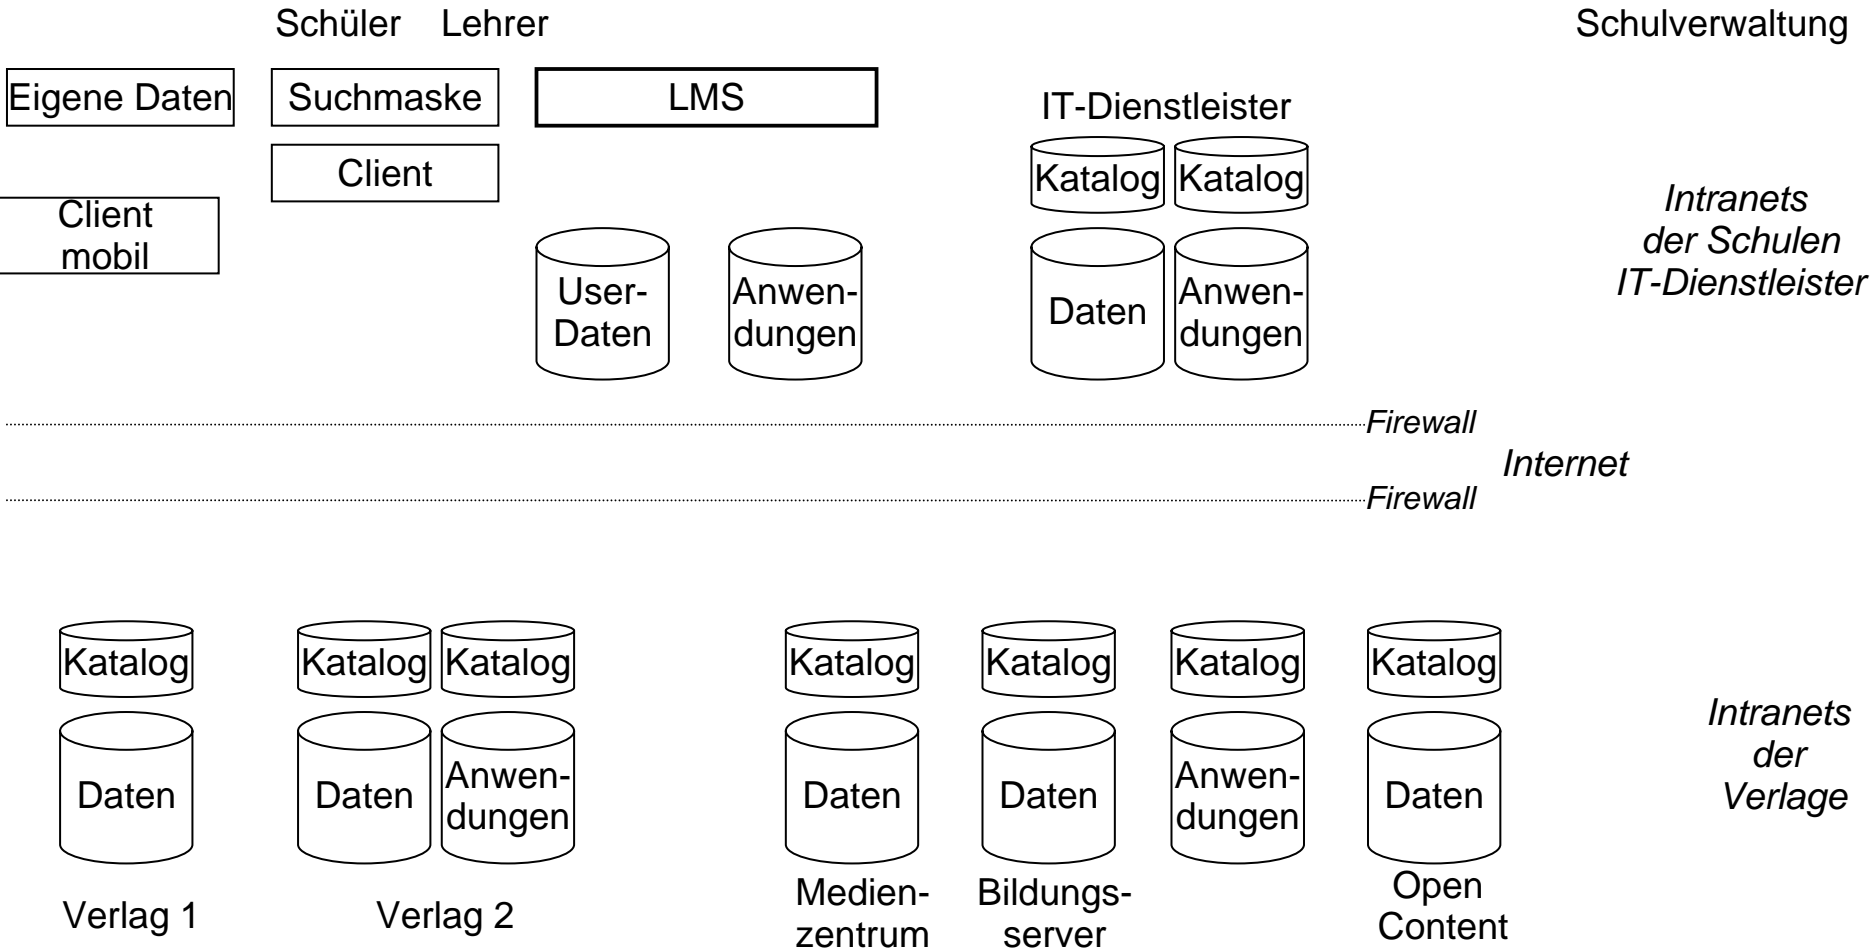 Schüler Lehrer
Schulverwaltung
Eigene Daten
Suchmaske
LMS
IT-Dienstleister
Client
Katalog
Katalog
Client
mobil
Intranets
der Schulen
IT-Dienstleister
User-
Daten
Anwen-
dungen
Daten
Anwen-
dungen
Firewall
Internet
Firewall
Katalog
Katalog
Katalog
Katalog
Katalog
Katalog
Katalog
Daten
Daten
Anwen-
dungen
Daten
Daten
Anwen-
dungen
Daten
Intranets
der
Verlage
Verlag 1
Verlag 2
Medien-
zentrum
Bildungs-
server
Open
Content